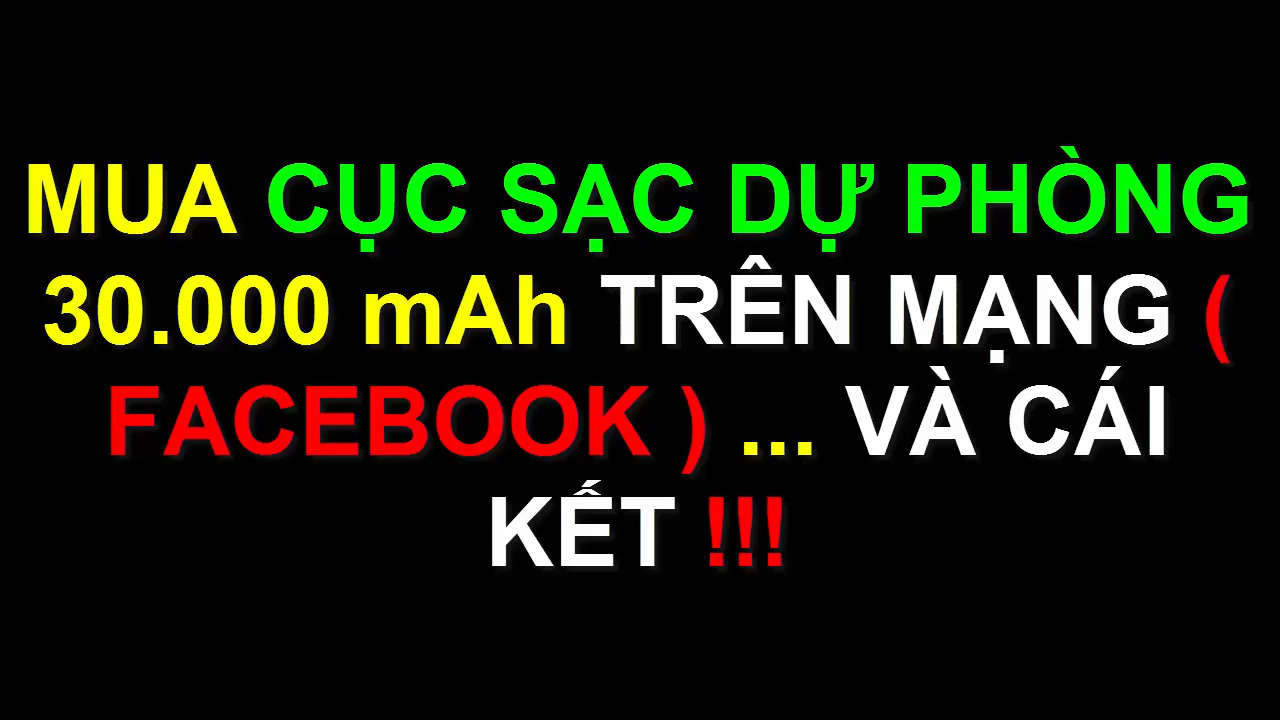 MUA CỤC SẠC DỰ PHÒNG
30.000 mAh TRÊN MẠNG (
FACEBOOK ) ... VÀ CÁI
KẾT !!!